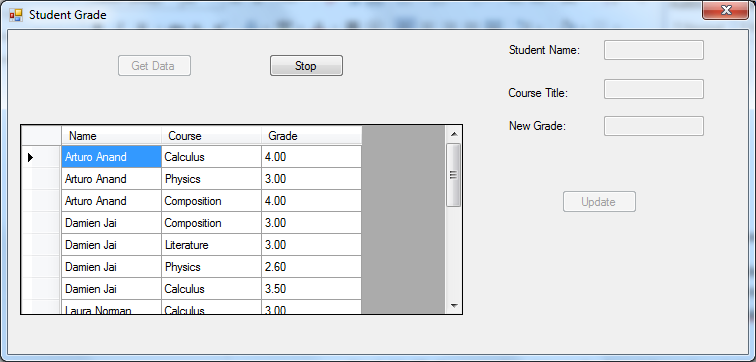 Student Grade
Get Data Stop
Student Name:
Course Title:
New Grade:
Update
Name Course Grade
Arturo Anand Calculus 4.00
Arturo Anand Physics 3.00
Arturo Anand Composition 4.00
Damien Jai Composition 3.00
Damien Jai Literature 3.00
Damien Jai Physics 2.60
Damien Jai Calculus 3.50
Laura Norman Calculus 3.00